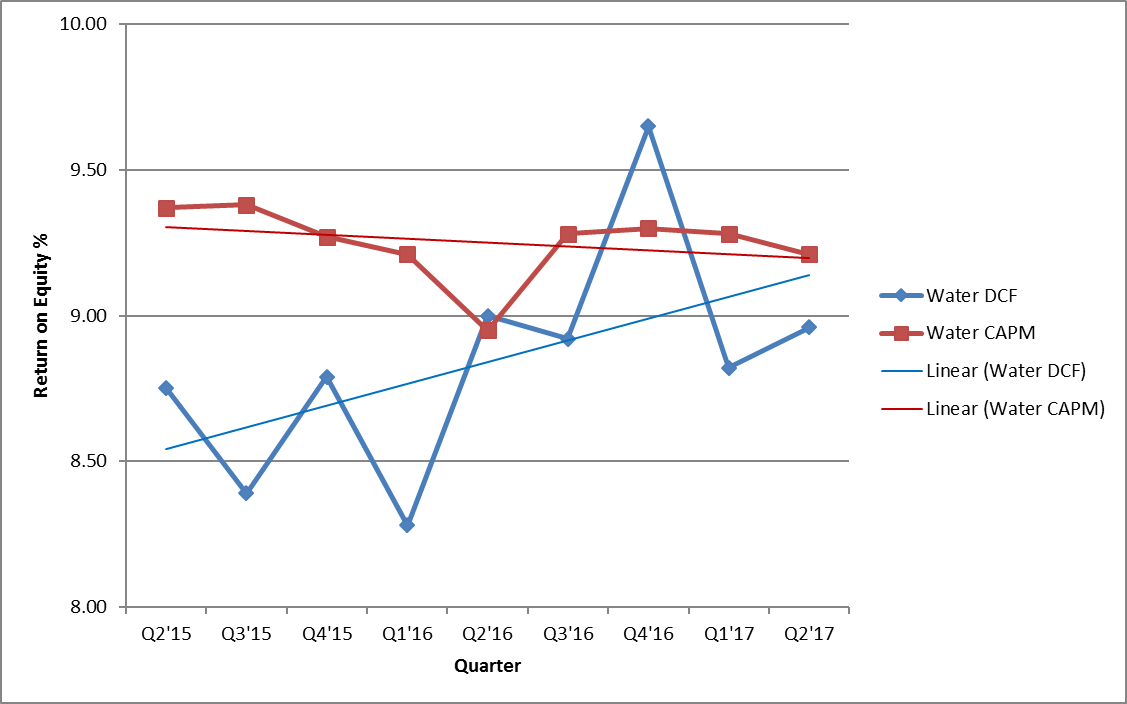 10.00
9.50
9.00
8.50
8.00
Return on Equity %
Q2'15 Q3'15 Q4'15 Q1'16 Q2'16 Q3'16 Q4'16 Q1'17 Q2'17
Quarter
Water DCF
Water CAPM
Linear (Water DCF)
Linear (Water CAPM)